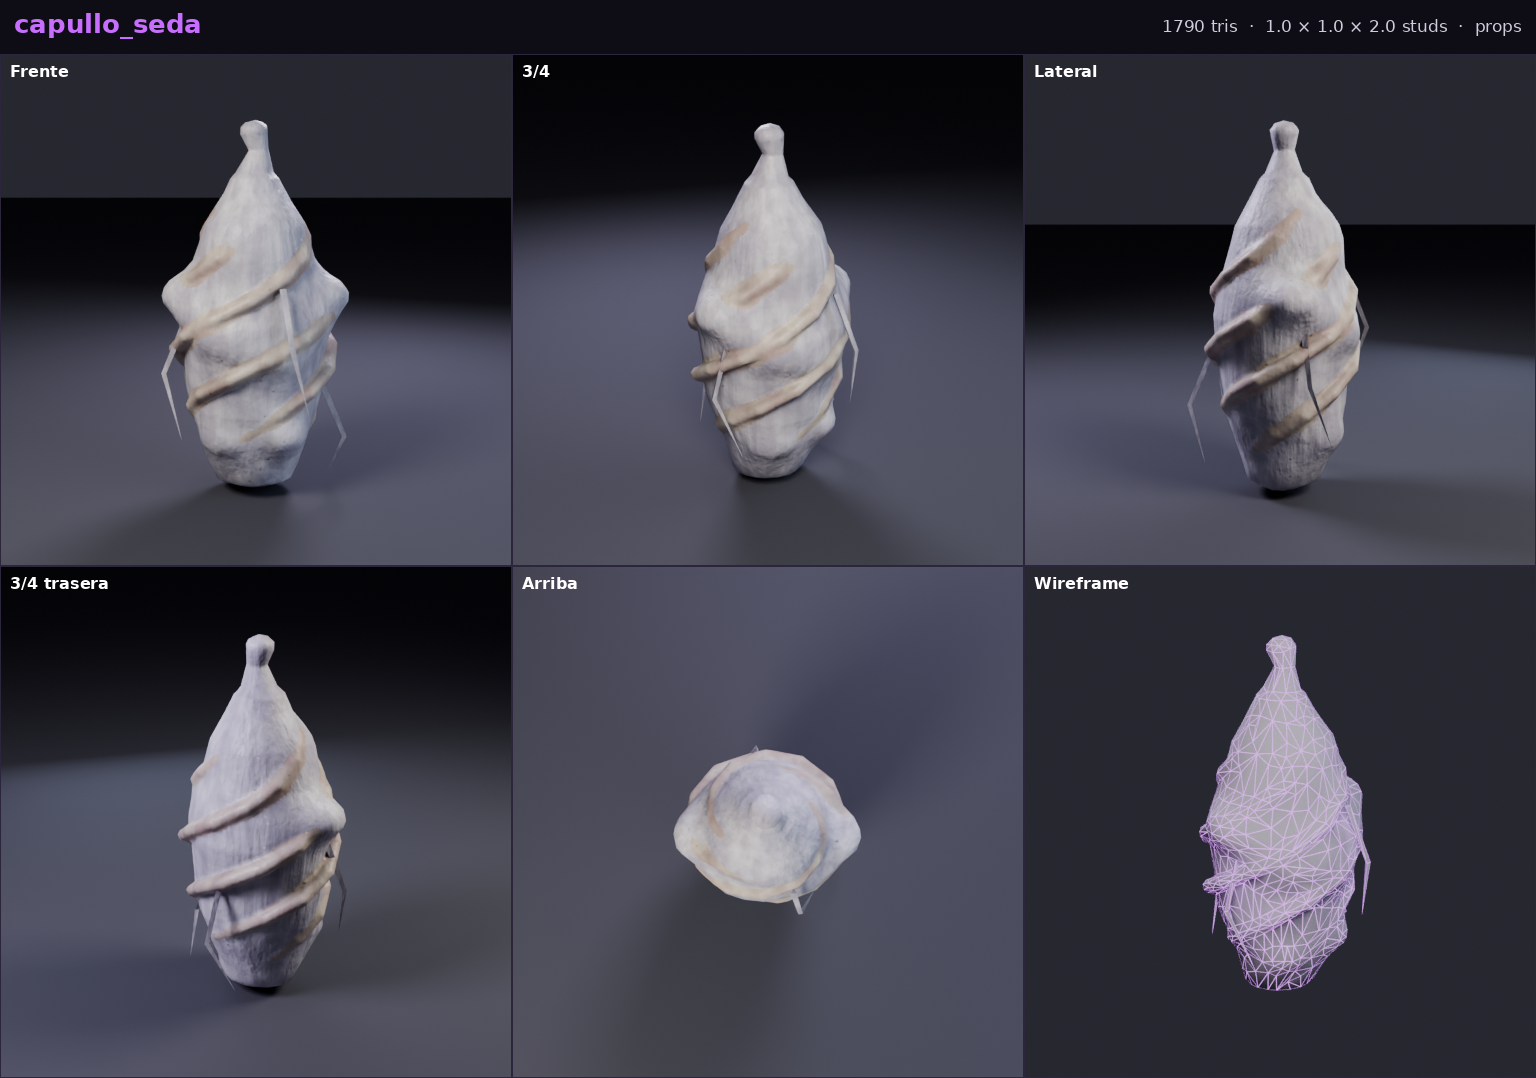 capullo_seda
1790 tris · 1.0 × 1.0 × 2.0 studs · props
Frente
3/4
Lateral
3/4 trasera
Arriba
Wireframe